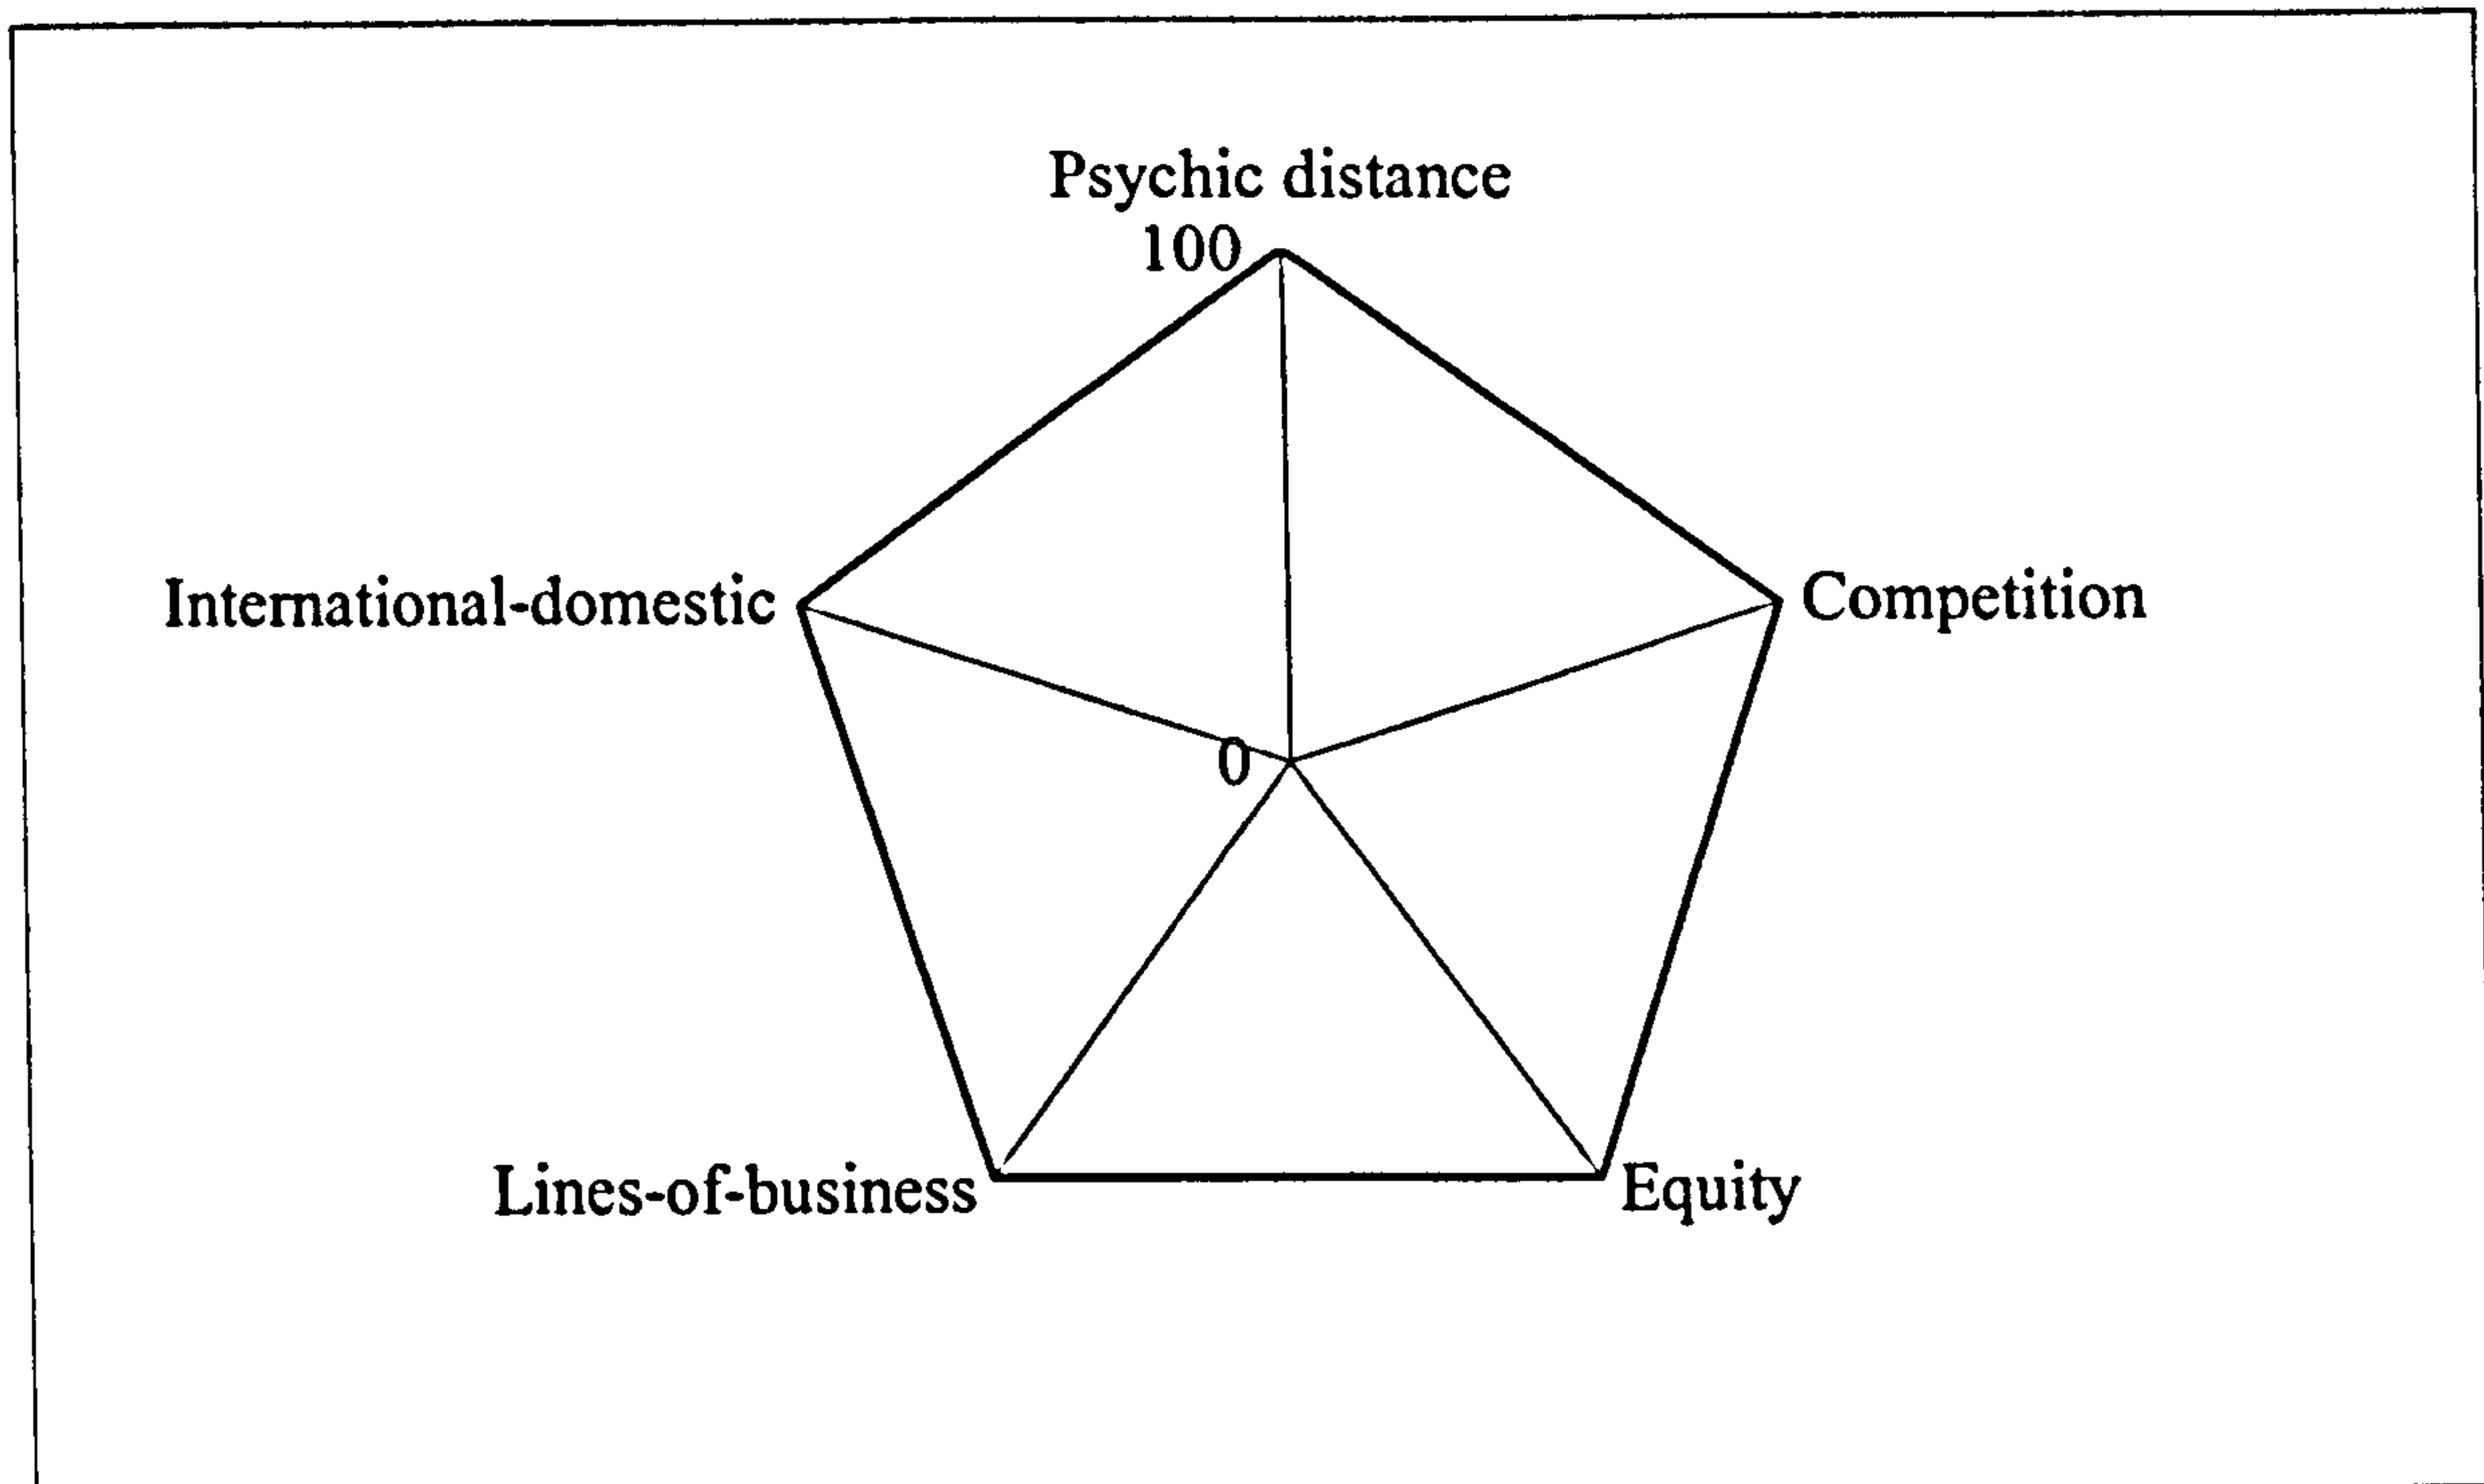 Psychic distance
100
International-domestic
Competition
0
Lines-of-business
Equity